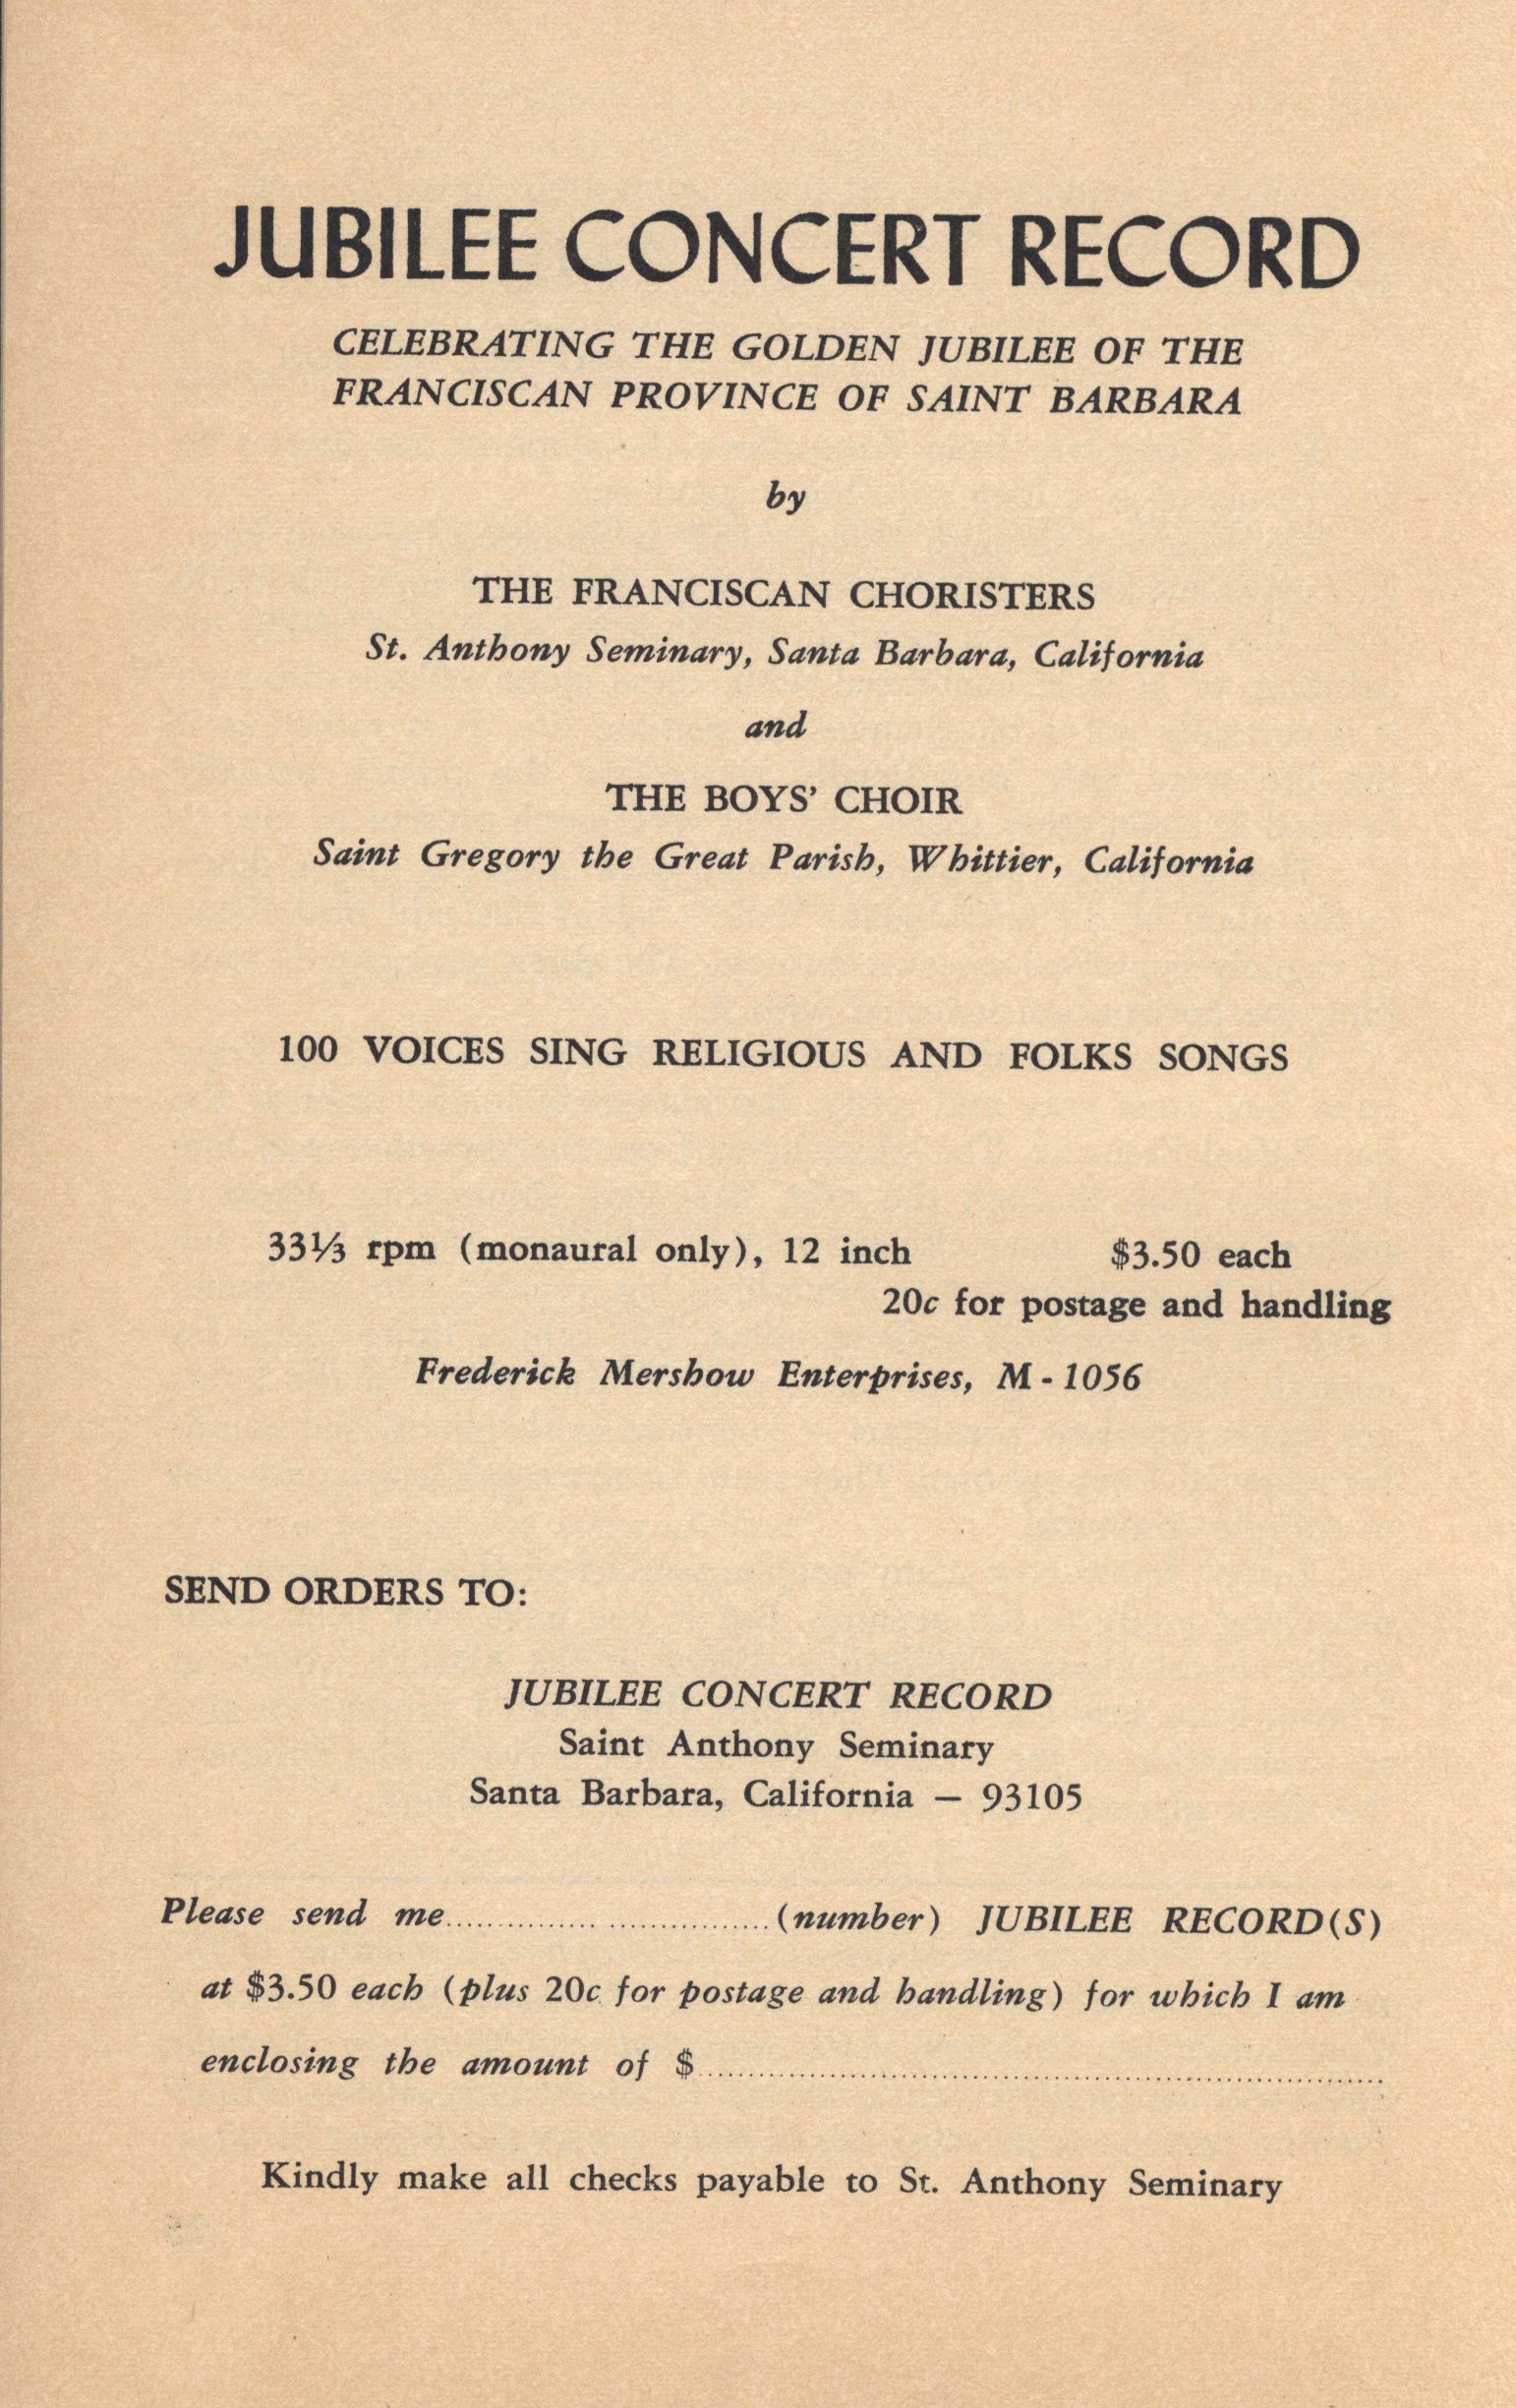 JUBILEE CONCERT RECORD
CELEBRATING THE GOLDEN JUBILEE OF THE
FRANCISCAN PROVINCE OF SAINT BARBARA
by
THE FRANCISCAN CHORISTERS
St. Anthony Seminary, Santa Barbara, California
and
THE BOYS' CHOIR
Saint Gregory the Great Parish, Whittier, California
100 VOICES SING RELIGIOUS AND FOLKS SONGS
33⅓ rpm (monaural only), 12 inch $3.50 each
20c for postage and handling
Frederick Mershow Enterprises, M - 1056
SEND ORDERS TO:
JUBILEE CONCERT RECORD
Saint Anthony Seminary
Santa Barbara, California — 93105
Please send me.................................(number) JUBILEE RECORD(S)
at $3.50 each (plus 20c for postage and handling) for which I am
enclosing the amount of $......................................................................
Kindly make all checks payable to St. Anthony Seminary